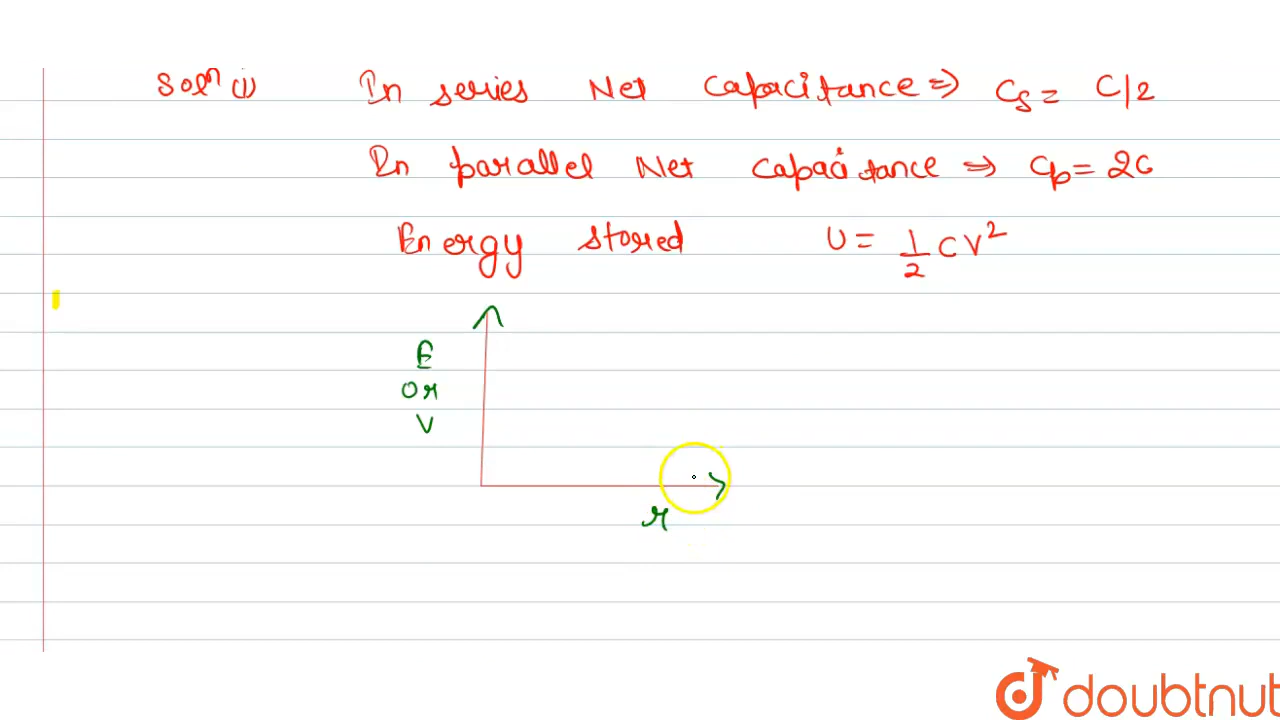 Solⁿ (1) In series Net Capacitance ⇒ Cs = C/2
In parallel Net Capacitance ⇒ Cp = 2C
Energy stored U = 1/2 CV²
E
Or
V
r
doubtnut